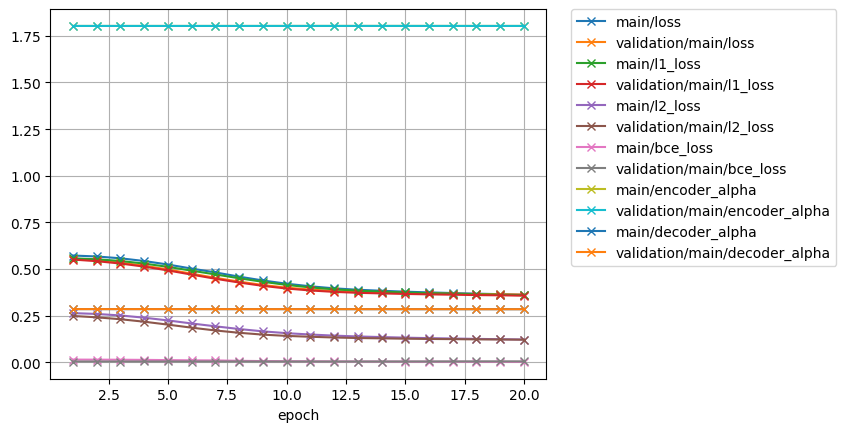 1.75
1.50
1.25
1.00
0.75
0.50
0.25
0.00
2.5 5.0 7.5 10.0 12.5 15.0 17.5 20.0
epoch
main/loss
validation/main/loss
main/l1_loss
validation/main/l1_loss
main/l2_loss
validation/main/l2_loss
main/bce_loss
validation/main/bce_loss
main/encoder_alpha
validation/main/encoder_alpha
main/decoder_alpha
validation/main/decoder_alpha